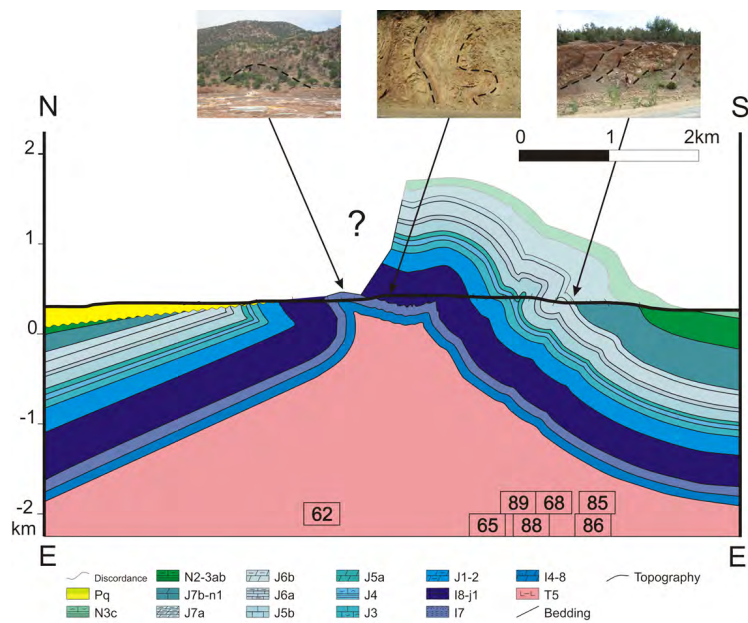 N
S
0 1 2km
2
1
0
-1
-2
km
?
62
89 68 85
65 88 86
E
E
Discordance
Pq
N3c
N2-3ab
J7b-n1
J7a
J6b
J6a
J5b
J5a
J4
J3
J1-2
I8-j1
I7
I4-8
T5
Topography
Bedding